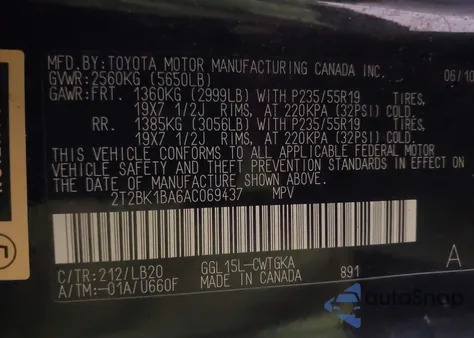 MFD.BY:TOYOTA MOTOR MANUFACTURING CANADA INC. 06/10
GVWR:2560KG (5650LB)
GAWR:FRT. 1360KG (2999LB) WITH P235/55R19 TIRES,
19X7 1/2J RIMS, AT 220KPA (32PSI) COLD.
RR. 1385KG (3056LB) WITH P235/55R19 TIRES,
19X7 1/2J RIMS, AT 220KPA (32PSI) COLD.
THIS VEHICLE CONFORMS TO ALL APPLICABLE FEDERAL MOTOR
VEHICLE SAFETY AND THEFT PREVENTION STANDARDS IN EFFECT ON
THE DATE OF MANUFACTURE SHOWN ABOVE.
2T2BK1BA6AC069437 MPV
C/TR:212/LB20 GGL15L-CWTGKA A
A/TM:-01A/U660F MADE IN CANADA 891
AutoSnap